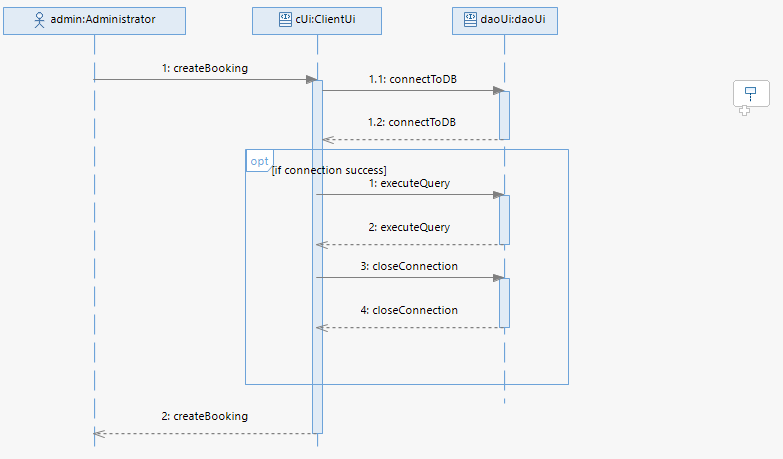 admin:Administrator
cUi:ClientUi
daoUi:daoUi
1: createBooking
1.1: connectToDB
1.2: connectToDB
opt
[if connection success]
1: executeQuery
2: executeQuery
3: closeConnection
4: closeConnection
2: createBooking